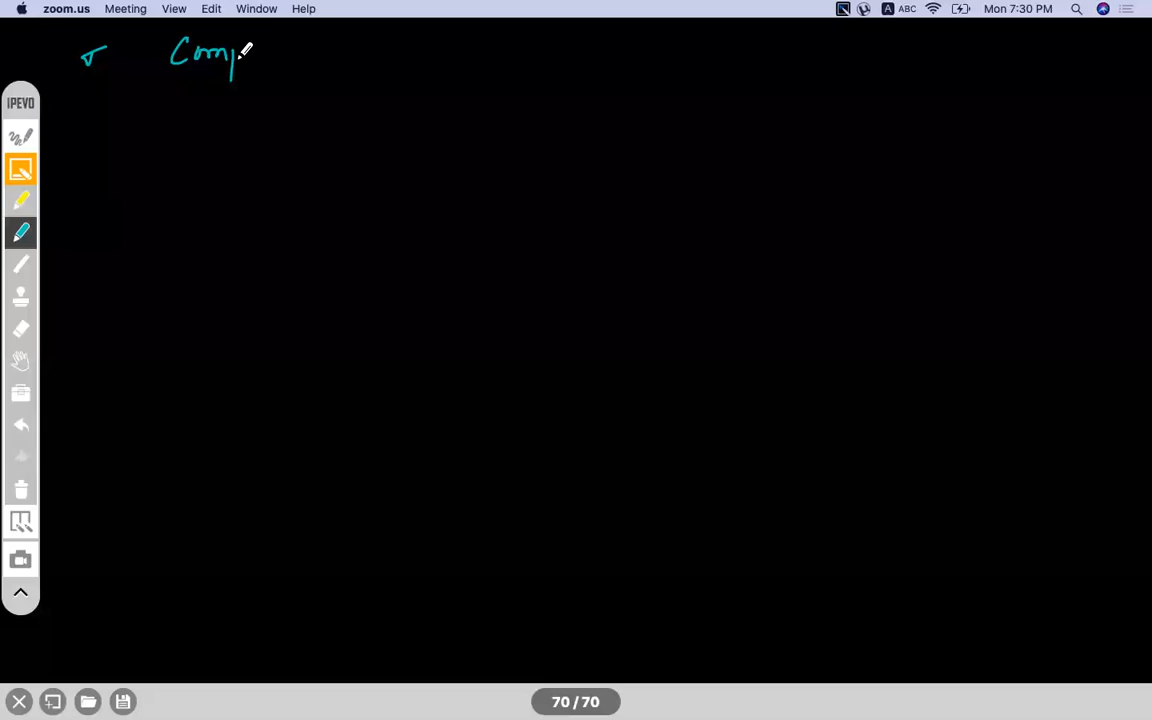 zoom.us Meeting View Edit Window Help A ABC Mon 7:30 PM
σ Comp
IPEVO
70 / 70